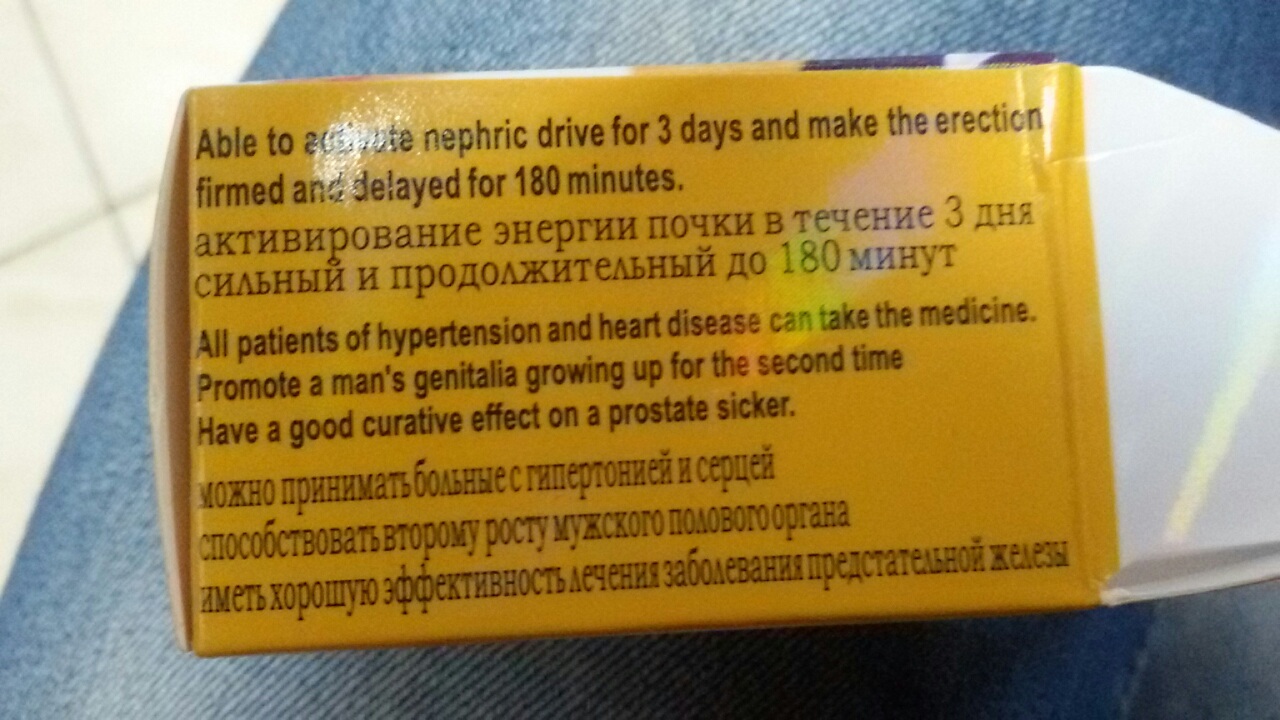 Able to activate nephric drive for 3 days and make the erection
firmed and delayed for 180 minutes.
активирование энергии почки в течение 3 дня
сильный и продолжительный до 180 минут
All patients of hypertension and heart disease can take the medicine.
Promote a man's genitalia growing up for the second time
Have a good curative effect on a prostate sicker.
можно принимать больные с гипертонией и серцей
способствовать второму росту мужского полового органа
иметь хорошую эффективность лечения заболевания предстательной железы